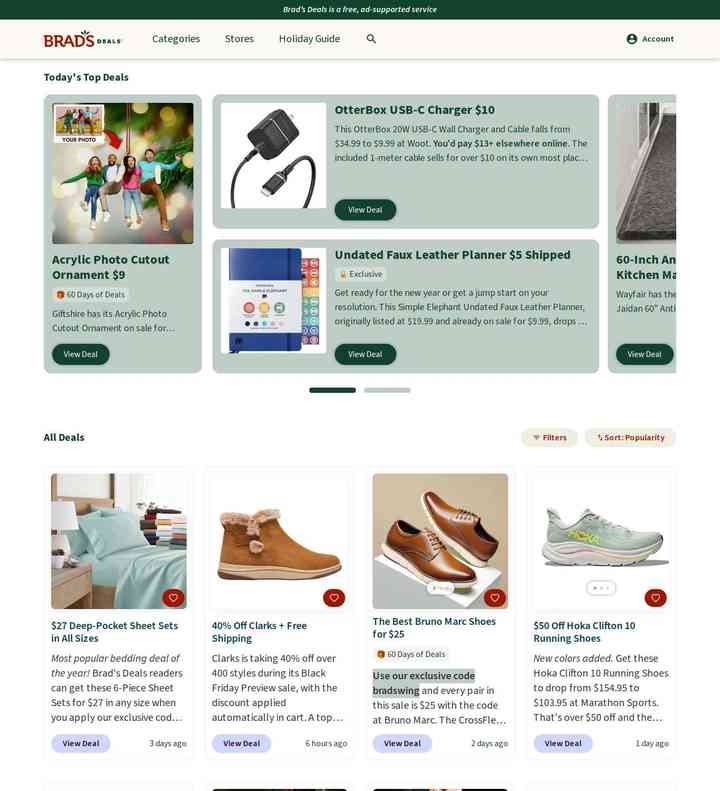 Brad's Deals is a free, ad-supported service
BRAD'S DEALS
Categories
Stores
Holiday Guide
Account
Today's Top Deals
YOUR PHOTO
Acrylic Photo Cutout
Ornament $9
60 Days of Deals
Giftshire has its Acrylic Photo
Cutout Ornament on sale for...
View Deal
OtterBox USB-C Charger $10
This OtterBox 20W USB-C Wall Charger and Cable falls from
$34.99 to $9.99 at Woot. You'd pay $13+ elsewhere online. The
included 1-meter cable sells for over $10 on its own most plac...
View Deal
Undated Faux Leather Planner $5 Shipped
Exclusive
Get ready for the new year or get a jump start on your
resolution. This Simple Elephant Undated Faux Leather Planner,
originally listed at $19.99 and already on sale for $9.99, drops ...
View Deal
60-Inch An
Kitchen Ma
Wayfair has the
Jaidan 60" Anti
View Deal
All Deals
Filters
Sort: Popularity
$27 Deep-Pocket Sheet Sets
in All Sizes
Most popular bedding deal of
the year! Brad's Deals readers
can get these 6-Piece Sheet
Sets for $27 in any size when
you apply our exclusive cod...
View Deal
3 days ago
40% Off Clarks + Free
Shipping
Clarks is taking 40% off over
400 styles during its Black
Friday Preview sale, with the
discount applied
automatically in cart. A top...
View Deal
6 hours ago
The Best Bruno Marc Shoes
for $25
60 Days of Deals
Use our exclusive code
bradswing and every pair in
this sale is $25 with the code
at Bruno Marc. The CrossFle...
View Deal
2 days ago
HOKA
$50 Off Hoka Clifton 10
Running Shoes
New colors added. Get these
Hoka Clifton 10 Running Shoes
to drop from $154.95 to
$103.95 at Marathon Sports.
That's over $50 off and the...
View Deal
1 day ago